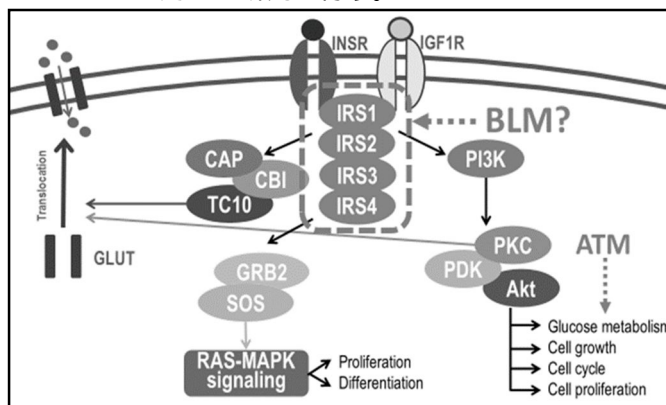 INSR
IGF1R
IRS1
IRS2
IRS3
IRS4
BLM?
CAP
CBI
TC10
PI3K
Translocation
GLUT
PKC
PDK
Akt
ATM
GRB2
SOS
RAS-MAPK
signaling
Proliferation
Differentiation
Glucose metabolism
Cell growth
Cell cycle
Cell proliferation